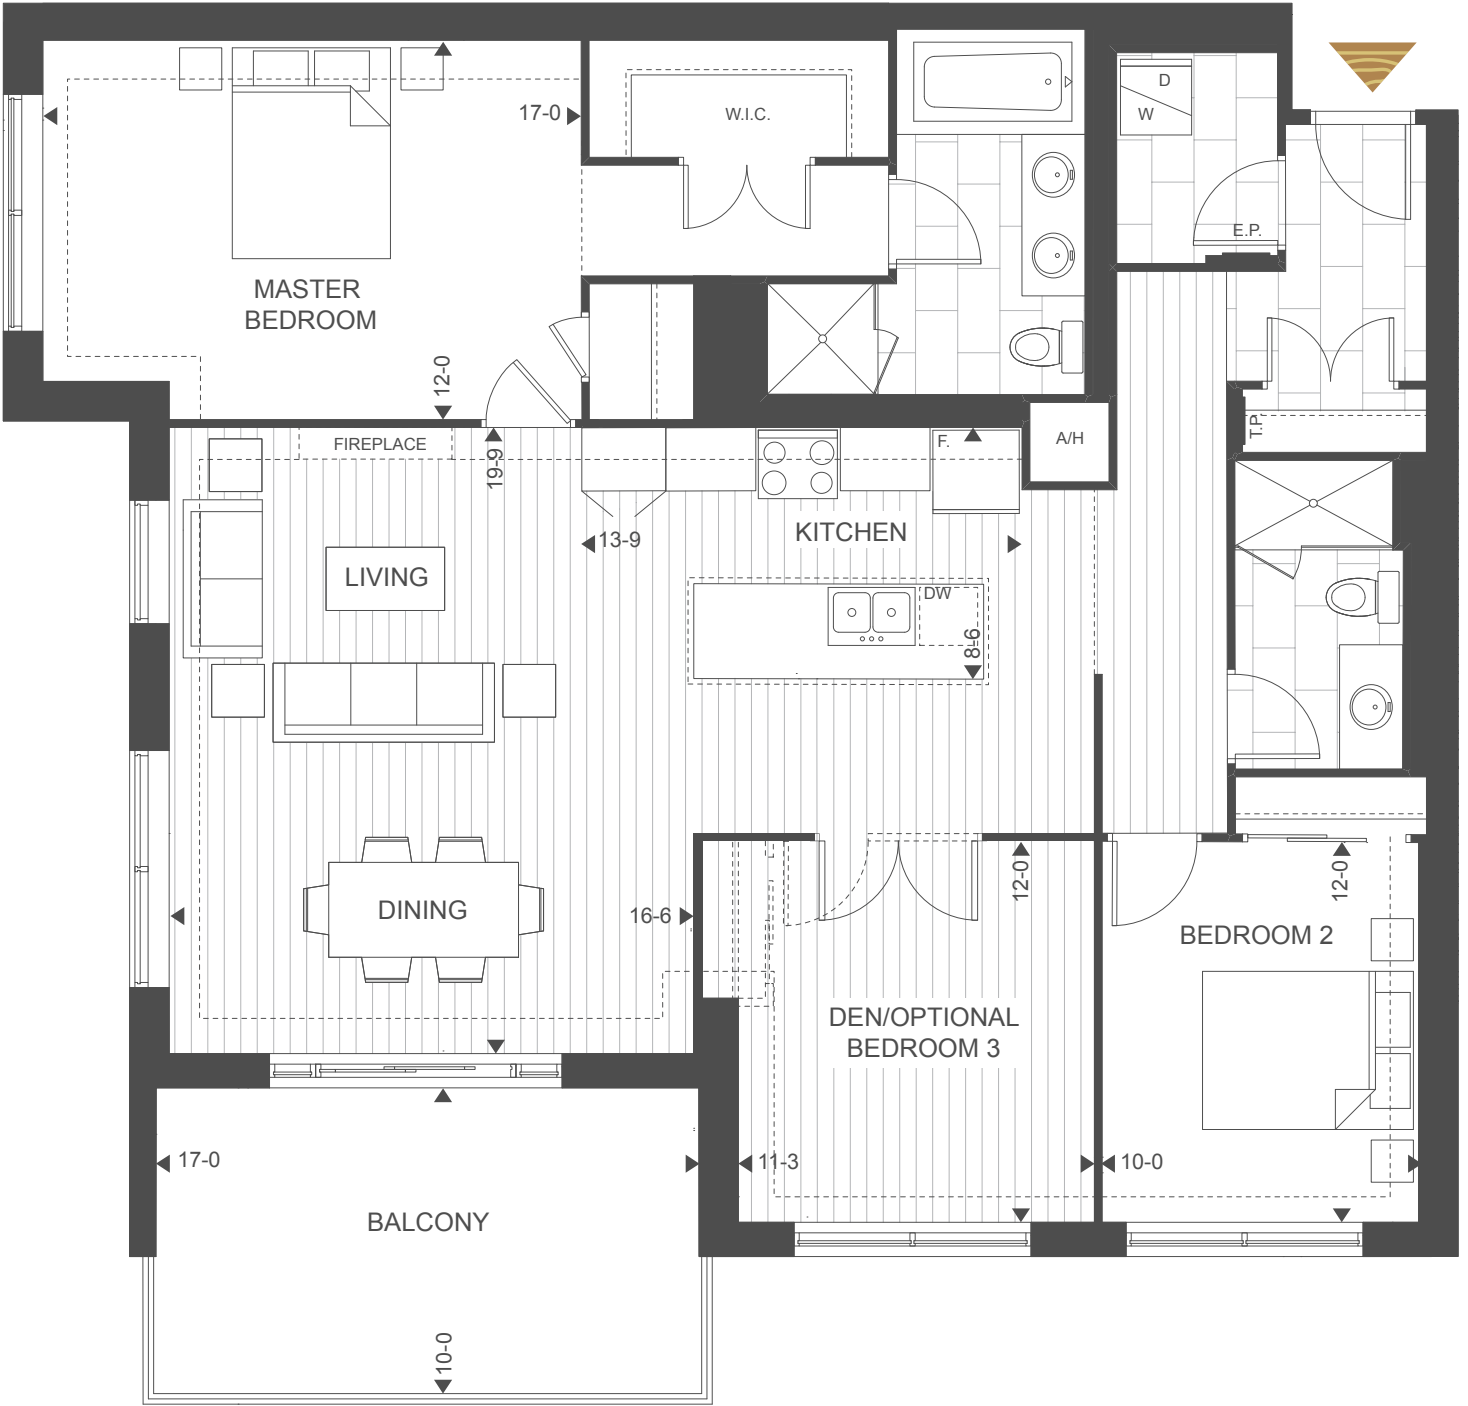 D
W
17-0
W.I.C.
E.P.
MASTER
BEDROOM
12-0
FIREPLACE
19-9
F.
A/H
T.P.
13-9
KITCHEN
LIVING
DW
8-6
DINING
16-6
12-0
12-0
BEDROOM 2
DEN/OPTIONAL
BEDROOM 3
17-0
11-3
10-0
BALCONY
10-0